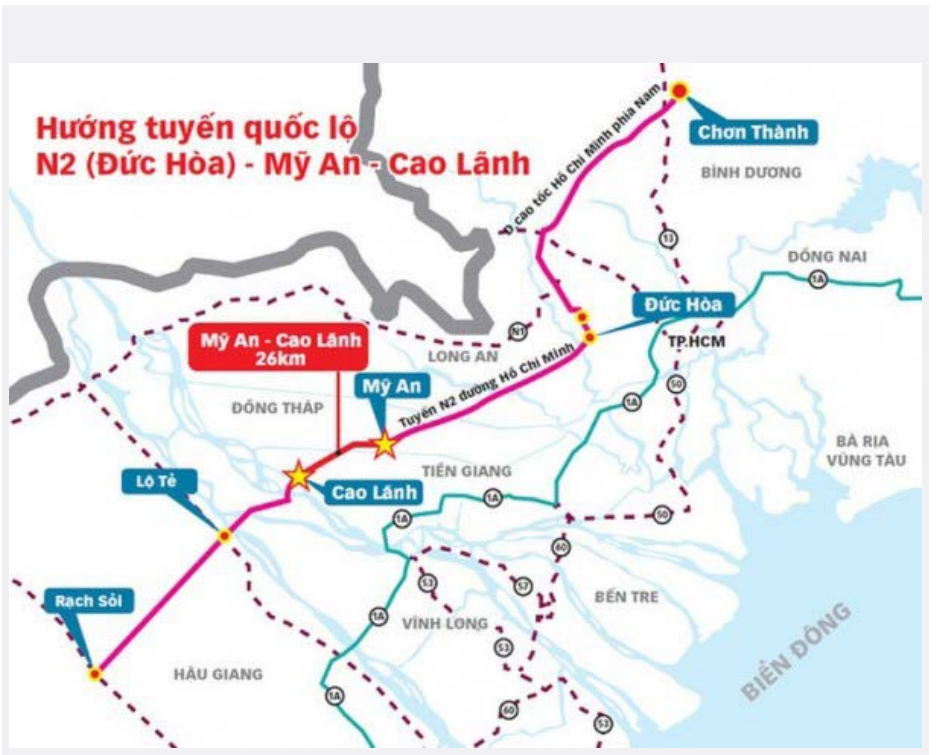 Hướng tuyến quốc lộ
N2 (Đức Hòa) - Mỹ An - Cao Lãnh
D cao tốc Hồ Chí Minh phía Nam
Chơn Thành
BÌNH DƯƠNG
13
ĐỒNG NAI
1A
Đức Hòa
N1
TP.HCM
Mỹ An - Cao Lãnh
26km
LONG AN
Mỹ An
Tuyến N2 đường Hồ Chí Minh
50
1A
ĐỒNG THÁP
BÀ RIA
VŨNG TÀU
TIỀN GIANG
Lộ Tẻ
Cao Lãnh
1A
1A
50
60
Rạch Sỏi
53
57
BẾN TRE
1A
VĨNH LONG
53
BIỂN ĐÔNG
HẬU GIANG
1A
60
53